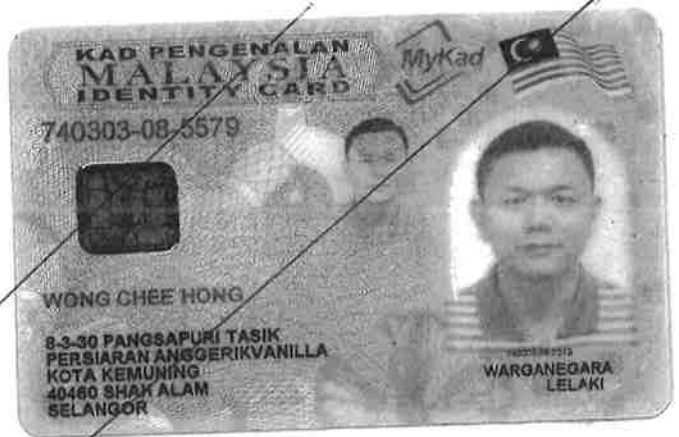 KAD PENGENALAN
MALAYSIA
IDENTITY CARD
MyKad
740303-08-5579
WONG CHEE HONG
8-3-30 PANGSAPURI TASIK
PERSIARAN ANGGERIKVANILLA
KOTA KEMUNING
40460 SHAH ALAM
SELANGOR
WARGANEGARA
LELAKI